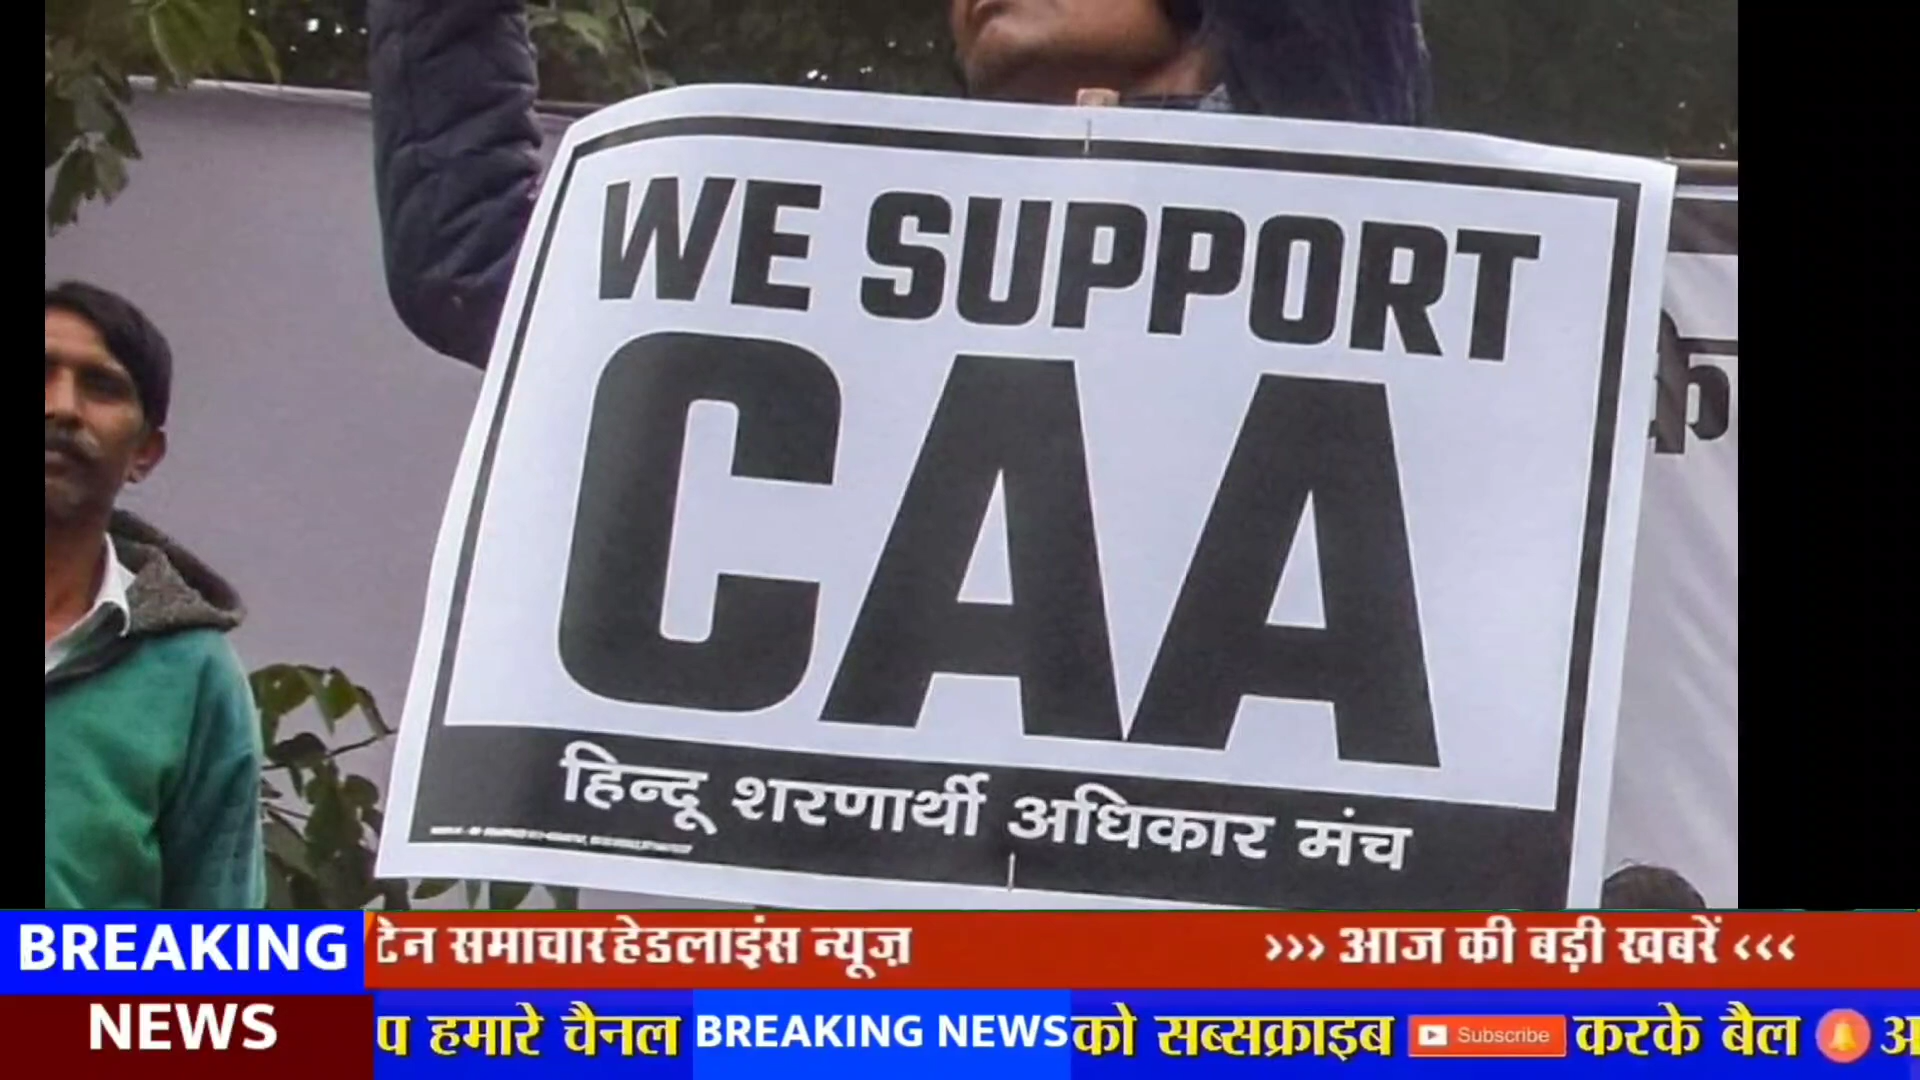 WE SUPPORT
CAA
हिन्दू शरणार्थी अधिकार मंच
BREAKING
NEWS
टेन समाचार हेडलाइंस न्यूज़
>>> आज की बड़ी खबरें <<<
प हमारे चैनल BREAKING NEWS को सब्सक्राइब Subscribe करके बैल अ